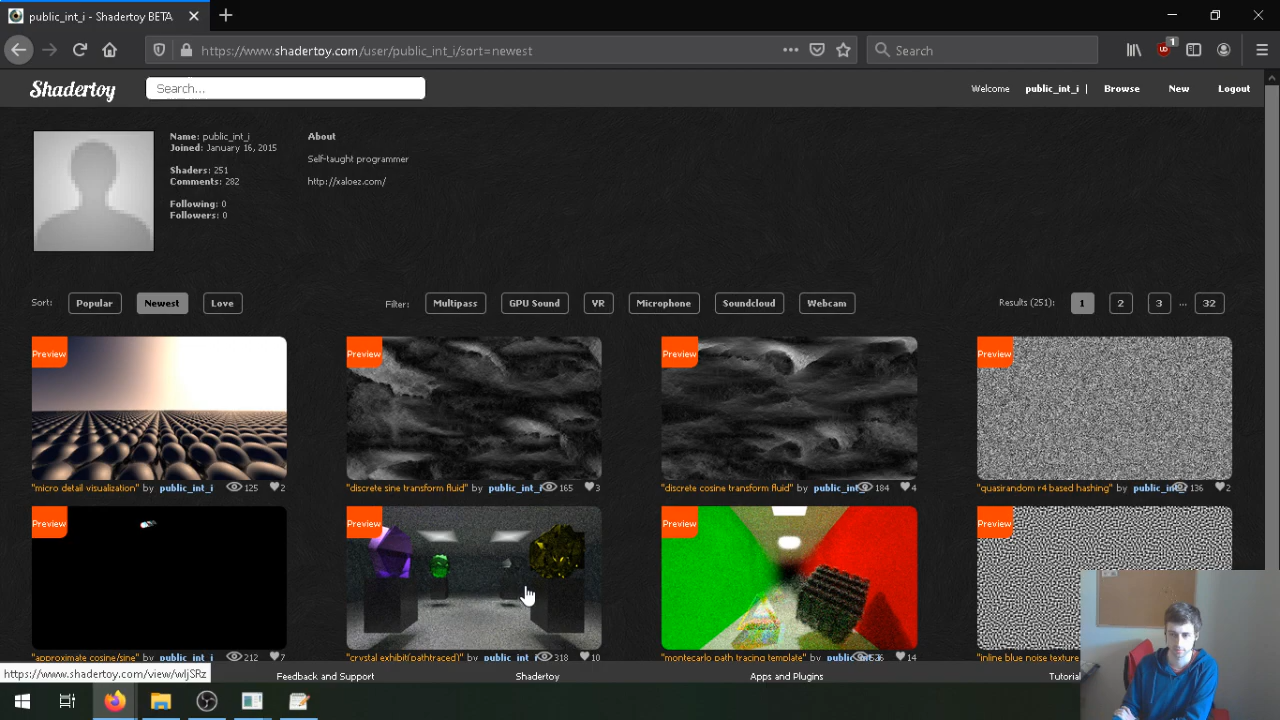 public_int_i - Shadertoy BETA
https://www.shadertoy.com/user/public_int_i/sort=newest
Search
1
Shadertoy
Search...
Welcome public_int_i | Browse New Logout
Name: public_int_i
Joined: January 16, 2015
Shaders: 251
Comments: 282
Following: 0
Followers: 0
About
Self-taught programmer
http://xaloez.com/
Sort: Popular Newest Love
Filter: Multipass GPU Sound VR Microphone Soundcloud Webcam
Results (251): 1 2 3 ... 32
Preview Preview Preview Preview
"micro detail visualization" by public_int_i 125 2
"discrete sine transform fluid" by public_int_i 165 3
"discrete cosine transform fluid" by 184 4
"quasirandom r4 based hashing" by 136 2
Preview Preview Preview Preview
"approximate cosine/sine" by public_int_i 212 7
"crystal exhibit(pathtraced)" by public_int_i 318 10
"montecarlo path tracing template" by 14
"inline blue noise texture
https://www.shadertoy.com/view/wljSRz
Feedback and Support
Shadertoy
Apps and Plugins
Tutorial